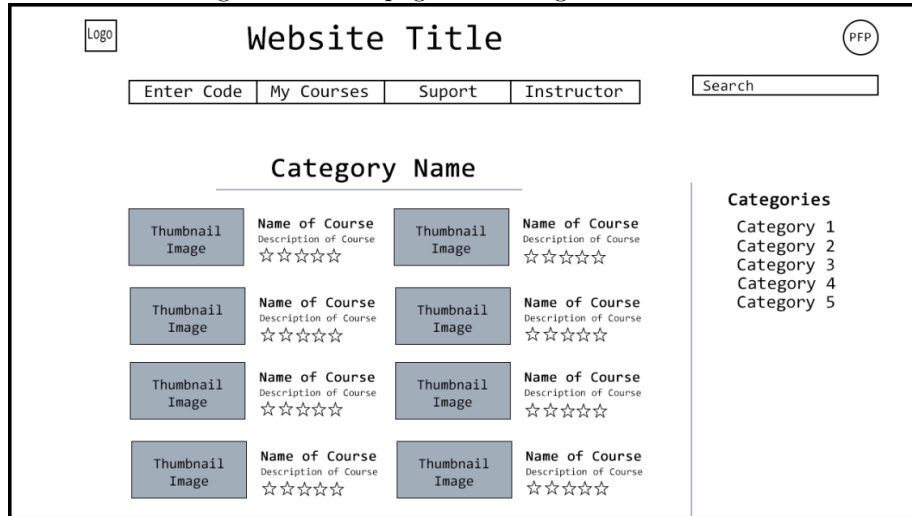 Logo
Website Title
PFP
Enter Code
My Courses
Suport
Instructor
Search
Category Name
Thumbnail
Image
Name of Course
Description of Course
Thumbnail
Image
Name of Course
Description of Course
Thumbnail
Image
Name of Course
Description of Course
Thumbnail
Image
Name of Course
Description of Course
Thumbnail
Image
Name of Course
Description of Course
Thumbnail
Image
Name of Course
Description of Course
Thumbnail
Image
Name of Course
Description of Course
Thumbnail
Image
Name of Course
Description of Course
Categories
Category 1
Category 2
Category 3
Category 4
Category 5